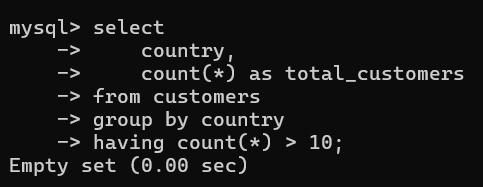 mysql> select
    ->     country,
    ->     count(*) as total_customers
    -> from customers
    -> group by country
    -> having count(*) > 10;
Empty set (0.00 sec)